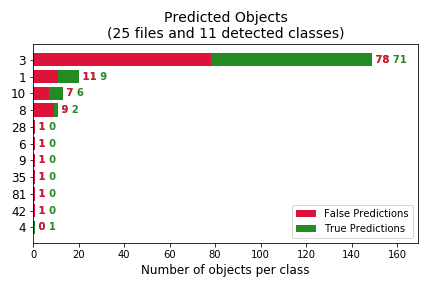 Predicted Objects
(25 files and 11 detected classes)
3 78 71
1 11 9
10 7 6
8 9 2
28 1 0
6 1 0
9 1 0
35 1 0
81 1 0
42 1 0
4 0 1
False Predictions
True Predictions
0 20 40 60 80 100 120 140 160
Number of objects per class